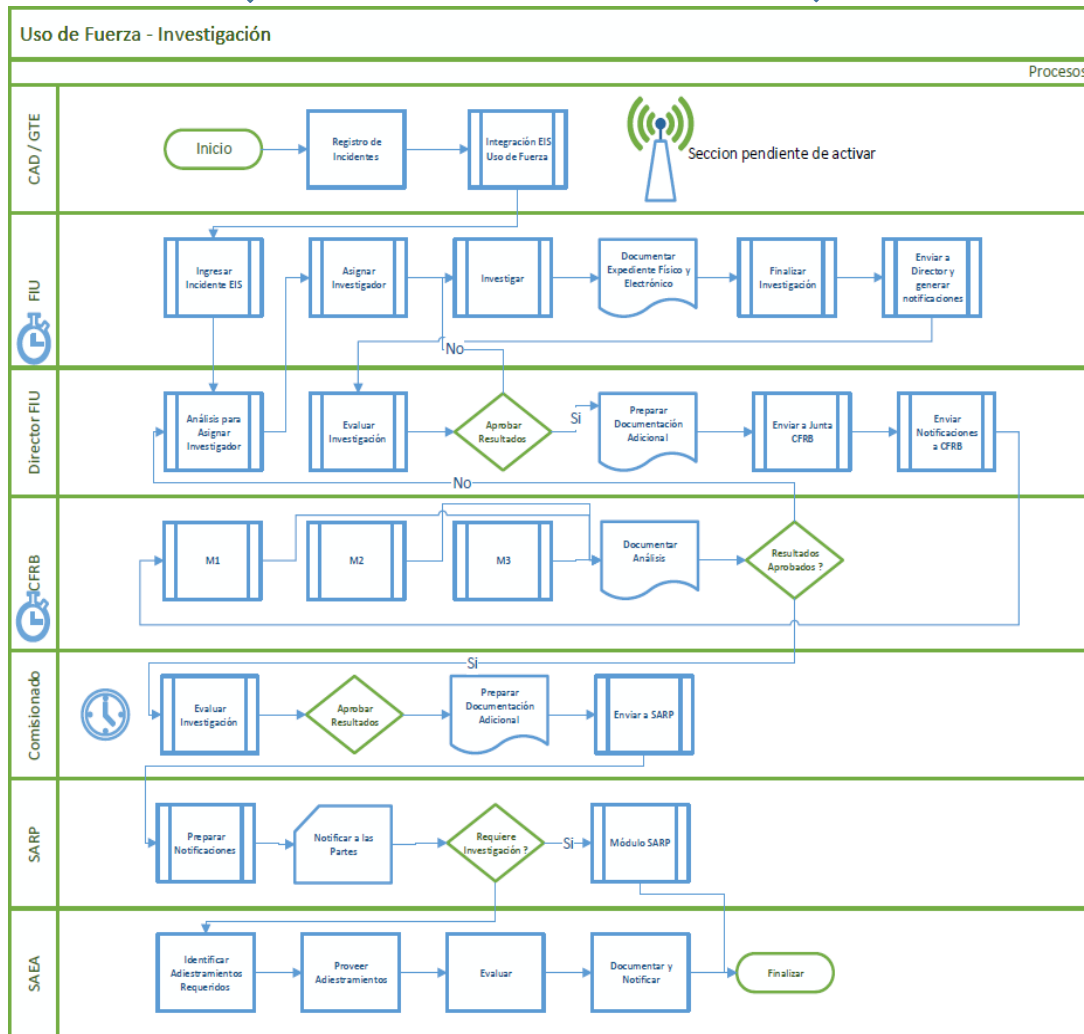 Uso de Fuerza - Investigación
Procesos
CAD / GTE
Inicio
Registro de
Incidentes
Integración EIS
Uso de Fuerza
Seccion pendiente de activar
FIU
Ingresar
Incidente EIS
Asignar
Investigador
Investigar
Documentar
Expediente Físico y
Electrónico
Finalizar
Investigación
Enviar a
Director y
generar
notificaciones
No
Director FIU
Análisis para
Asignar
Investigador
Evaluar
Investigación
Aprobar
Resultados
Si
Preparar
Documentación
Adicional
Enviar a Junta
CFRB
Enviar
Notificaciones
a CFRB
No
CFRB
M1
M2
M3
Documentar
Análisis
Resultados
Aprobados ?
Si
Comisionado
Evaluar
Investigación
Aprobar
Resultados
Preparar
Documentación
Adicional
Enviar a SARP
SARP
Preparar
Notificaciones
Notificar a las
Partes
Requiere
Investigación ?
Si
Módulo SARP
SAEA
Identificar
Adiestramientos
Requeridos
Proveer
Adiestramientos
Evaluar
Documentar y
Notificar
Finalizar